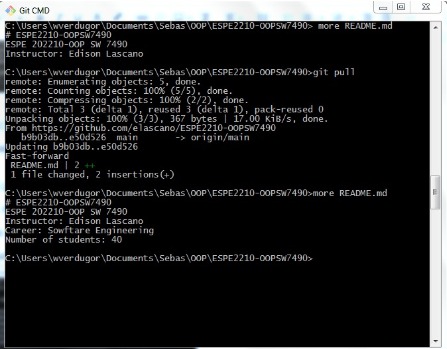 Git CMD
C:\Users\wverdugor\Documents\Sebas\OOP\ESPE2210-OOPSW7490> more README.md
# ESPE2210-OOPSW7490
ESPE 202210-OOP SW 7490
Instructor: Edison Lascano
C:\Users\wverdugor\Documents\Sebas\OOP\ESPE2210-OOPSW7490>git pull
remote: Enumerating objects: 5, done.
remote: Counting objects: 100% (5/5), done.
remote: Compressing objects: 100% (2/2), done.
remote: Total 3 (delta 1), reused 3 (delta 1), pack-reused 0
Unpacking objects: 100% (3/3), 367 bytes | 17.00 KiB/s, done.
From https://github.com/elascano/ESPE2210-OOPSW7490
b9b03db..e50d526 main -> origin/main
Updating b9b03db..e50d526
Fast-forward
README.md | 2 ++
1 file changed, 2 insertions(+)
C:\Users\wverdugor\Documents\Sebas\OOP\ESPE2210-OOPSW7490>more README.md
# ESPE2210-OOPSW7490
ESPE 202210-OOP SW 7490
Instructor: Edison Lascano
Career: Sowftare Engineering
Number of students: 40
C:\Users\wverdugor\Documents\Sebas\OOP\ESPE2210-OOPSW7490>